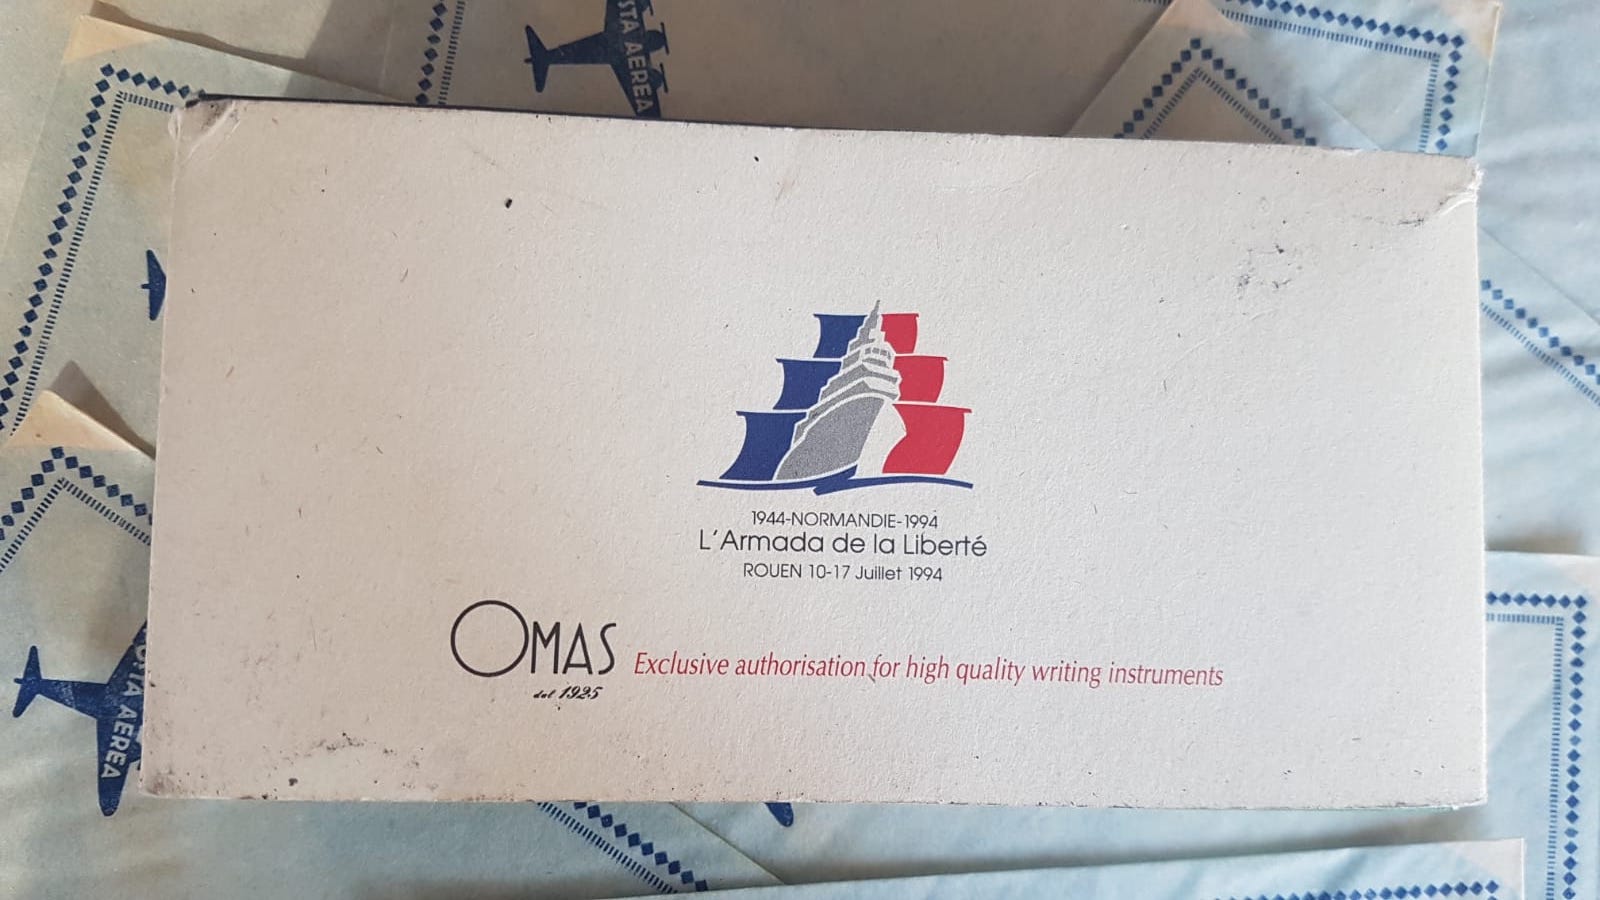 STA AEREA
1944-NORMANDIE-1994
L'Armada de la Liberté
ROUEN 10-17 Juillet 1994
OMAS
dal 1925
Exclusive authorisation for high quality writing instruments
AEREA